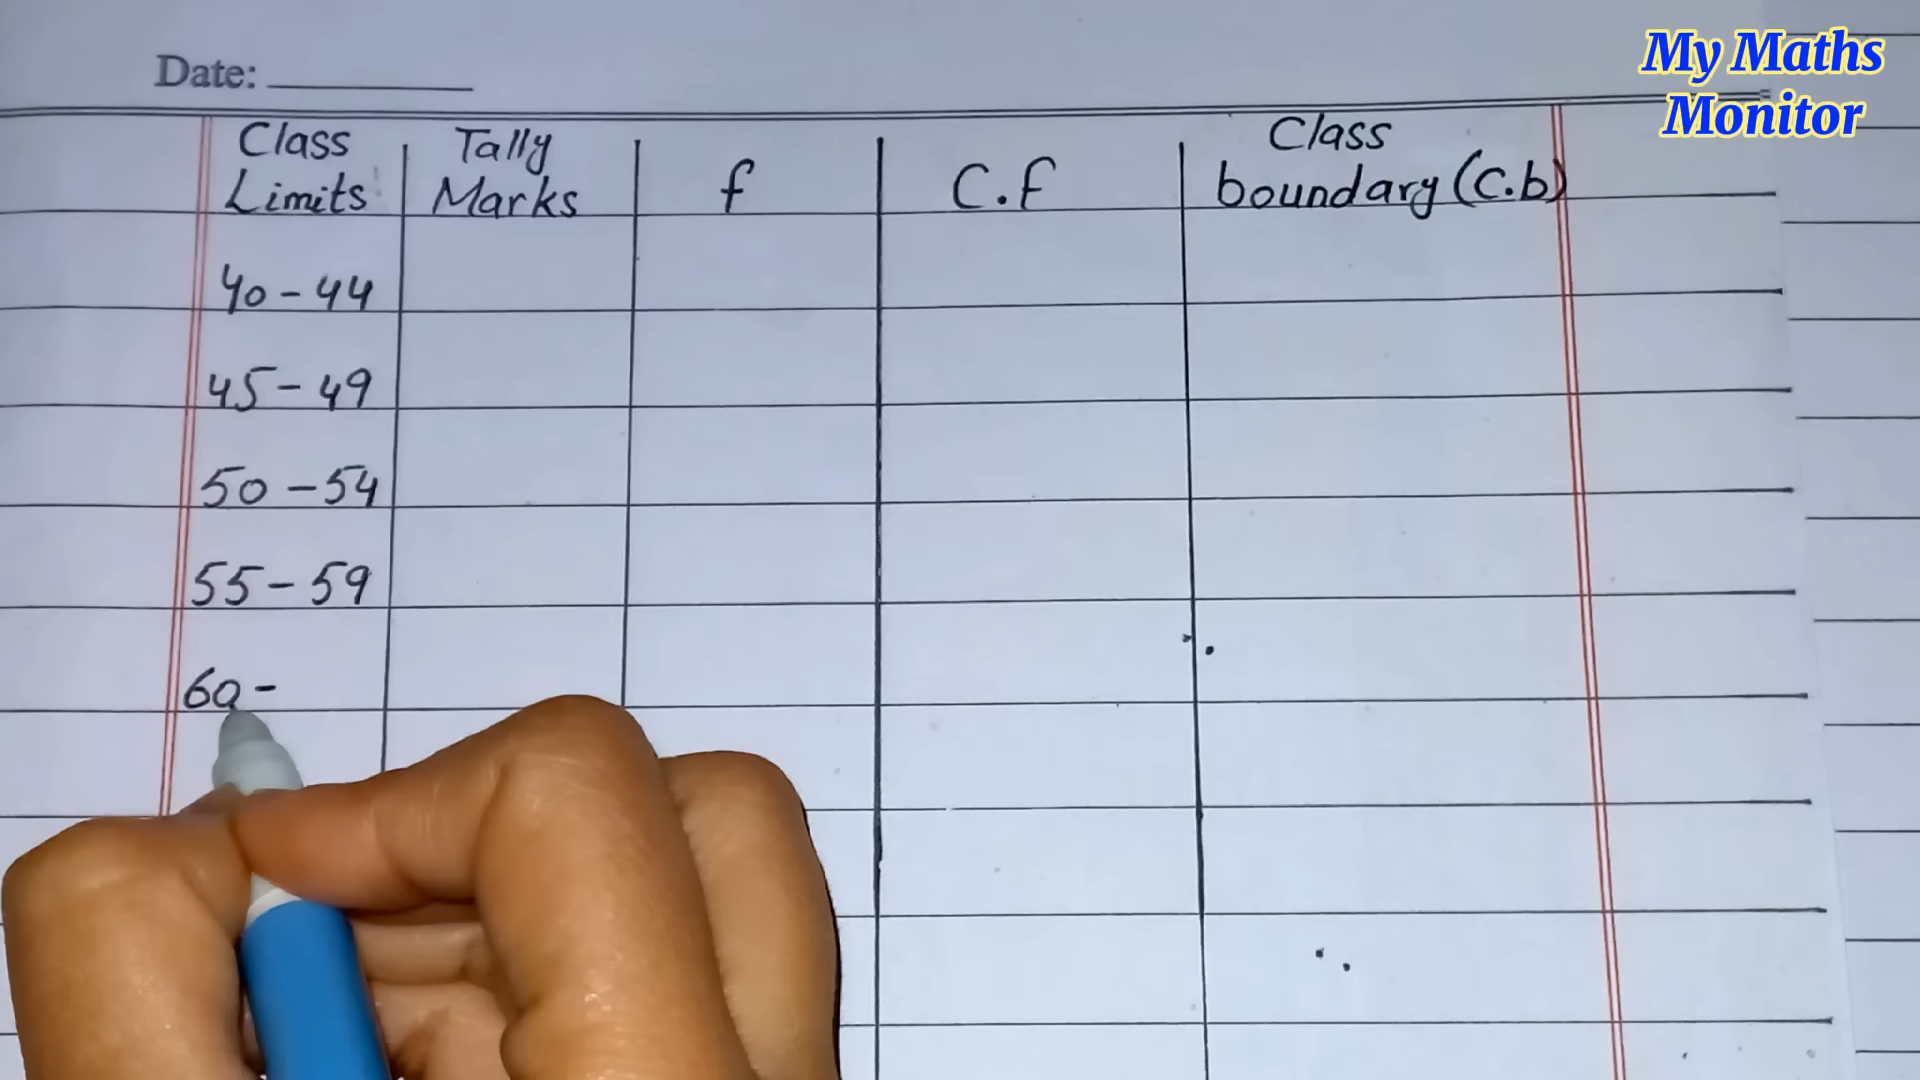 My Maths
Monitor
Date:
Class Limits
Tally Marks
f
C.F
Class boundary (C.b)
40-44
45-49
50-54
55-59
60-